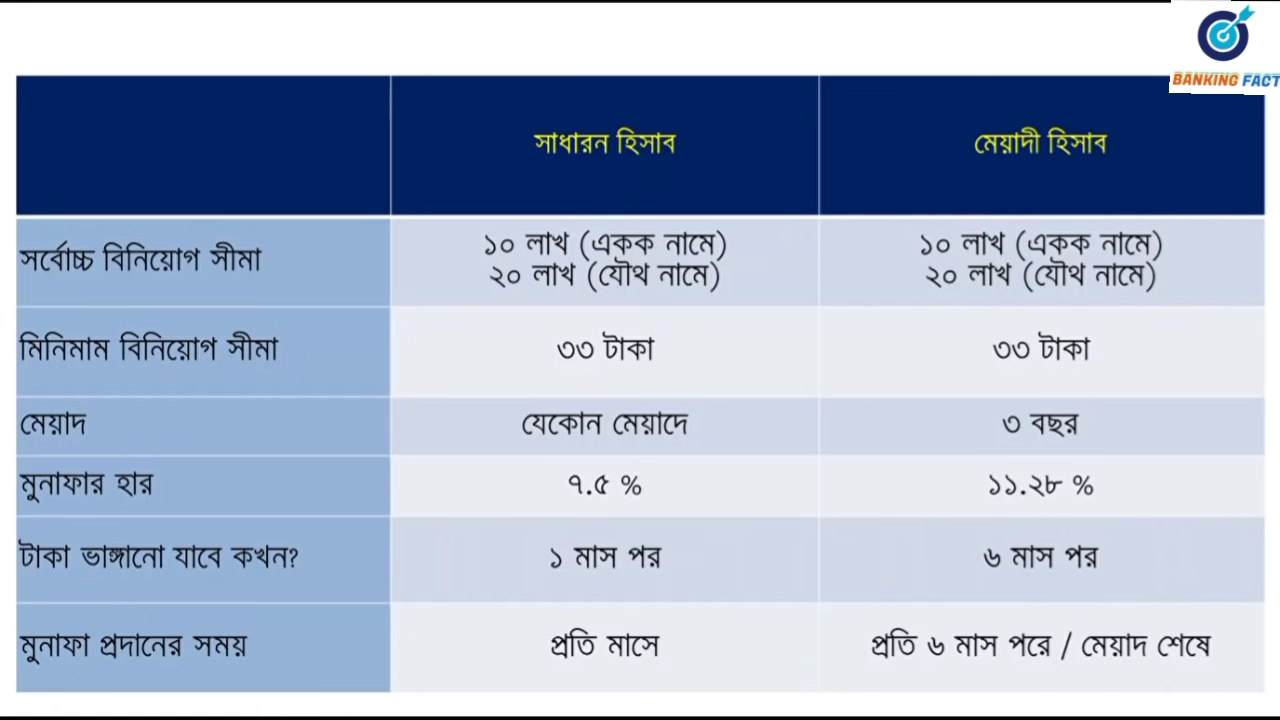 BANKING FACT
সাধারন হিসাব
মেয়াদী হিসাব
সর্বোচ্চ বিনিয়োগ সীমা
১০ লাখ (একক নামে)
২০ লাখ (যৌথ নামে)
১০ লাখ (একক নামে)
২০ লাখ (যৌথ নামে)
মিনিমাম বিনিয়োগ সীমা
৩৩ টাকা
৩৩ টাকা
মেয়াদ
যেকোন মেয়াদে
৩ বছর
মুনাফার হার
৭.৫ %
১১.২৮ %
টাকা ভাঙ্গানো যাবে কখন?
১ মাস পর
৬ মাস পর
মুনাফা প্রদানের সময়
প্রতি মাসে
প্রতি ৬ মাস পরে / মেয়াদ শেষে